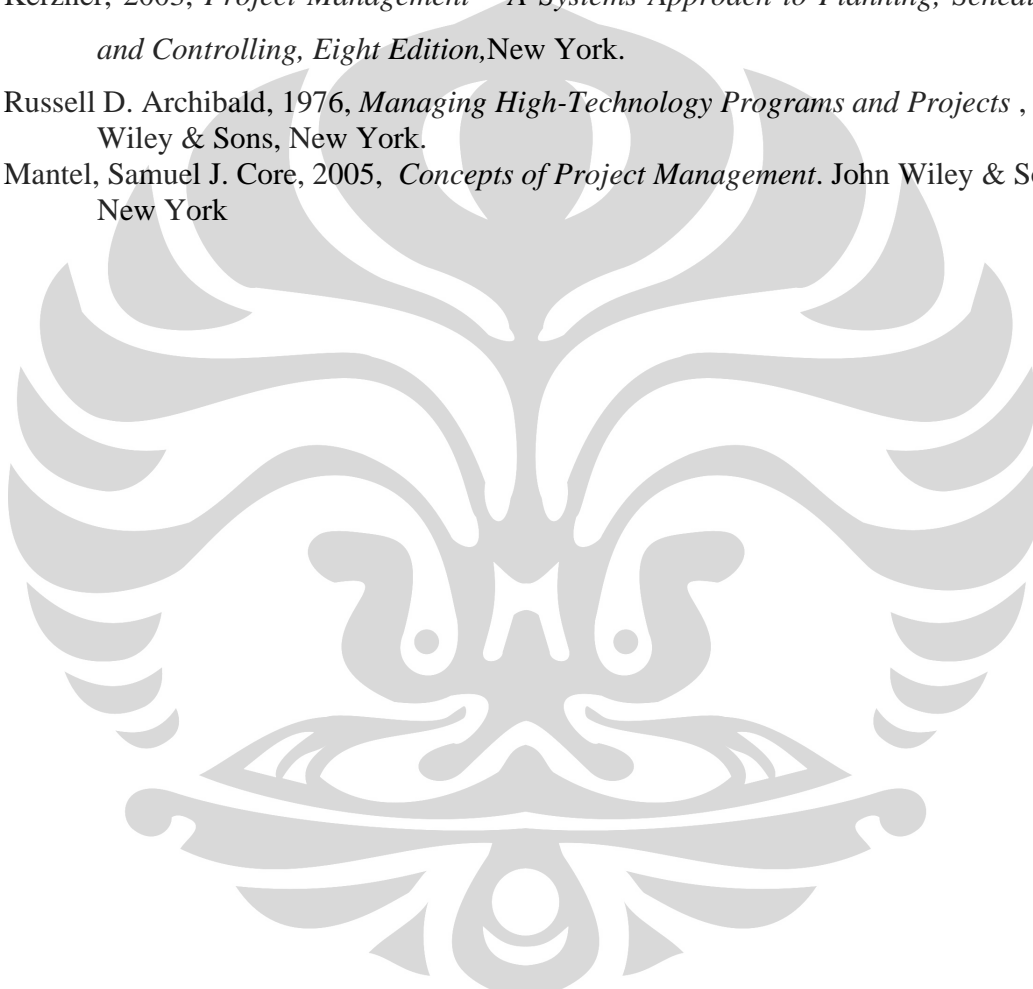 Kerzner, 2003, Project Management – A Systems Approach to Planning,
and Controlling, Eight Edition,New York.
Russell D. Archibald, 1976, Managing High-Technology Programs and Projects ,
Wiley & Sons, New York.
Mantel, Samuel J. Core, 2005, Concepts of Project Management. John Wiley &
New York